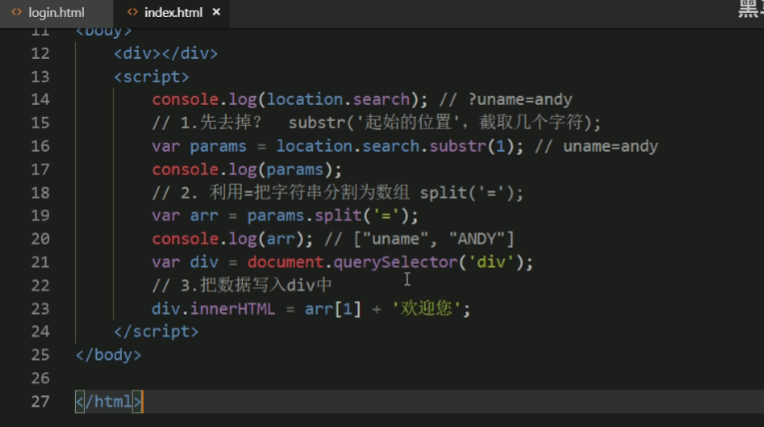 login.html index.html ×
黑
11 <body>
12 <div></div>
13 <script>
14 console.log(location.search); // ?uname=andy
15 // 1.先去掉？ substr('起始的位置', 截取几个字符);
16 var params = location.search.substr(1); // uname=andy
17 console.log(params);
18 // 2. 利用=把字符串分割为数组 split('=');
19 var arr = params.split('=');
20 console.log(arr); // ["uname", "ANDY"]
21 var div = document.querySelector('div');
22 // 3.把数据写入div中
23 div.innerHTML = arr[1] + '欢迎您';
24 </script>
25 </body>
26
27 </html>